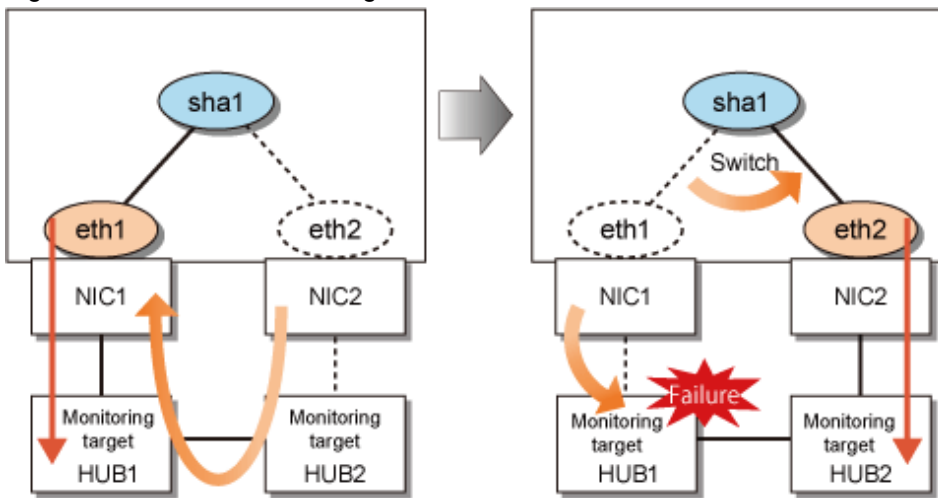 sha1
eth1
eth2
NIC1
NIC2
Monitoring
target
HUB1
Monitoring
target
HUB2
sha1
Switch
eth1
eth2
NIC1
NIC2
Failure
Monitoring
target
HUB1
Monitoring
target
HUB2